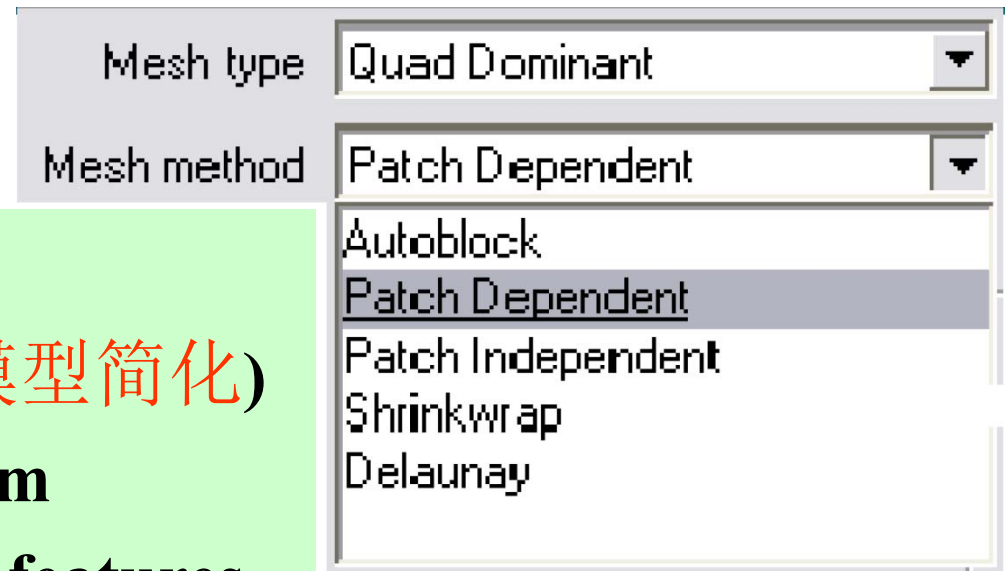 Mesh type Quad Dominant
Mesh method Patch Dependent
Autoblock
Patch Dependent
Patch Independent
Shrinkwrap
Delaunay
模型简化)
m
features